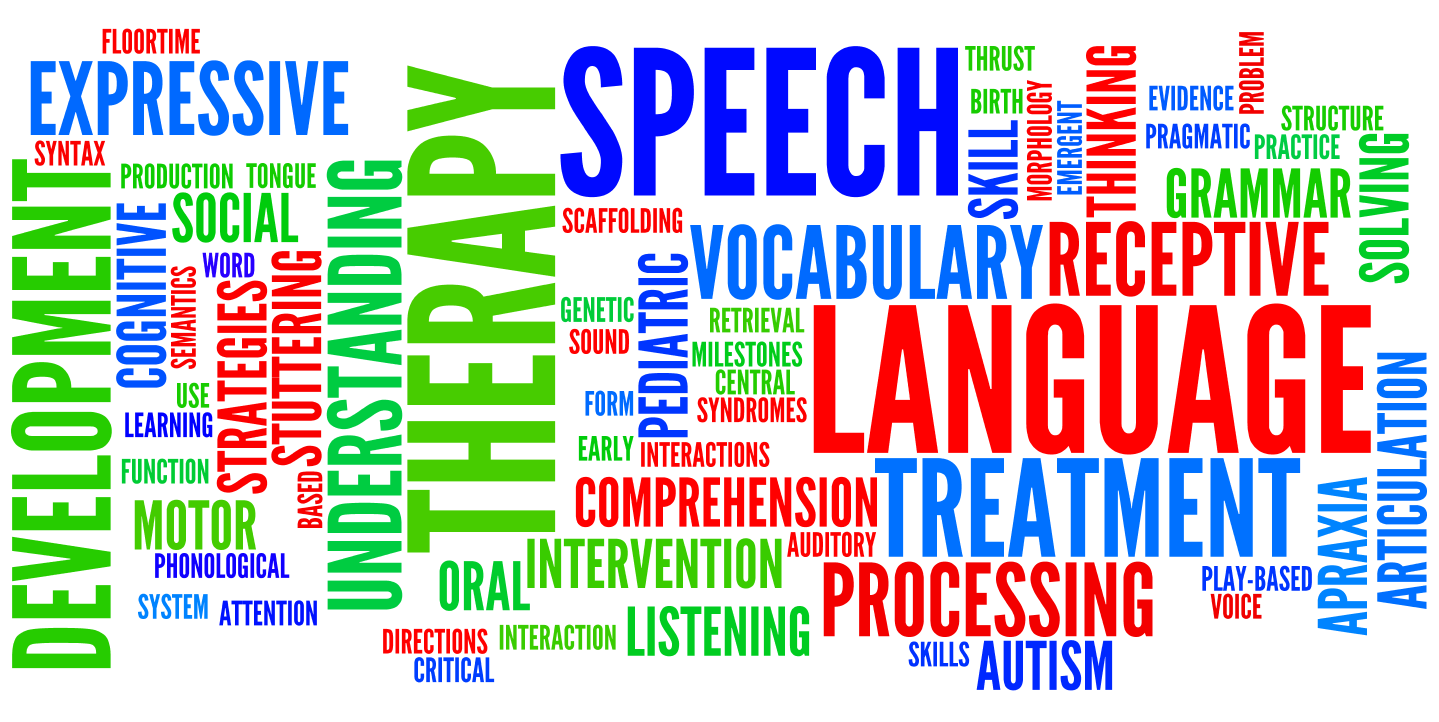 FLOORTIME
EXPRESSIVE
SYNTAX
DEVELOPMENT
PRODUCTION
TONGUE
COGNITIVE
SOCIAL
WORD
SEMANTICS
STRATEGIES
STUTTERING
USE
LEARNING
FUNCTION
BASED
MOTOR
PHONOLOGICAL
SYSTEM
ATTENTION
UNDERSTANDING
THERAPY
SPEECH
THRUST
BIRTH
SKILL
MORPHOLOGY
EMERGENT
THINKING
EVIDENCE
PROBLEM
PRAGMATIC
STRUCTURE
PRACTICE
GRAMMAR
SOLVING
SCAFFOLDING
VOCABULARY
RECEPTIVE
PEDIATRIC
GENETIC
SOUND
RETRIEVAL
MILESTONES
CENTRAL
SYNDROMES
FORM
EARLY
INTERACTIONS
LANGUAGE
COMPREHENSION
TREATMENT
AUDITORY
INTERVENTION
ORAL
PROCESSING
PLAY-BASED
VOICE
APRAXIA
ARTICULATION
DIRECTIONS
INTERACTION
LISTENING
CRITICAL
SKILLS
AUTISM